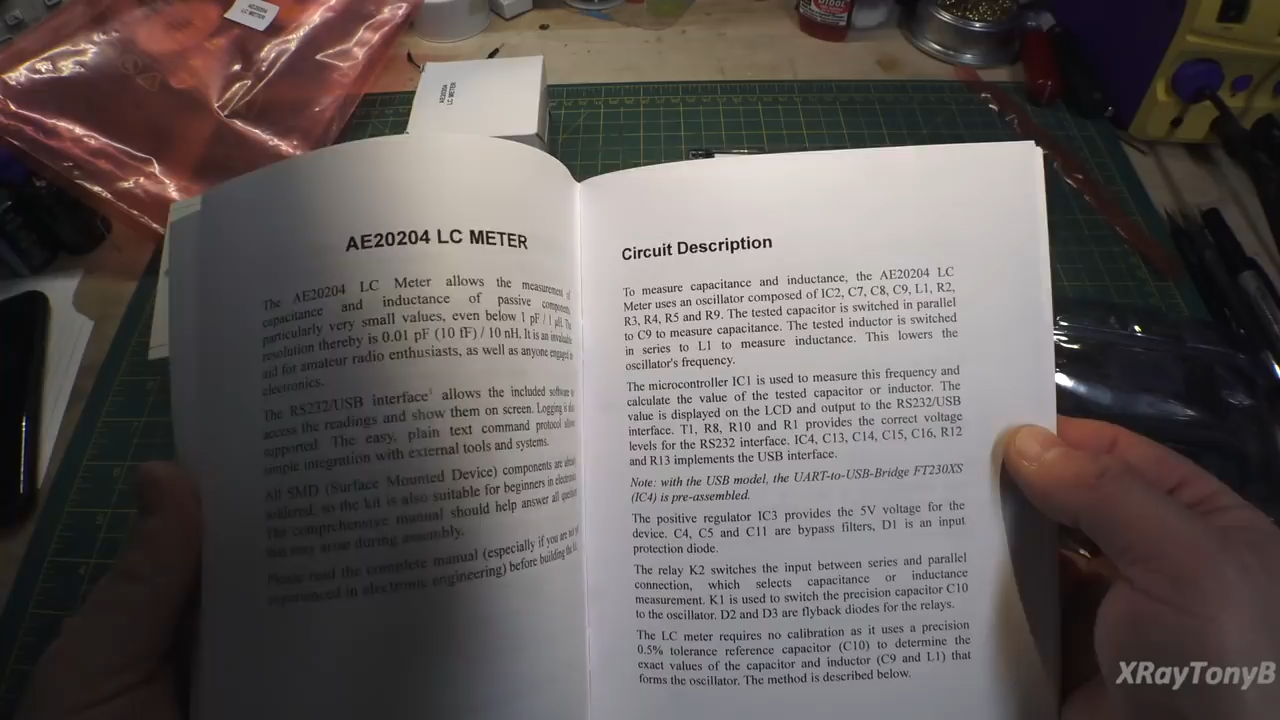 AE20204
LC METER
AE20204
LC METER
AE20204 LC METER
The AE20204 LC Meter allows the measurement of
capacitance and inductance of passive components,
particularly very small values, even below 1 pF / 1 µH. The
resolution thereby is 0.01 pF (10 fF) / 10 nH. It is an invaluable
aid for amateur radio enthusiasts, as well as anyone engaged in
electronics.
The RS232/USB interface¹ allows the included software to
access the readings and show them on screen. Logging is also
supported. The easy, plain text command protocol allows
simple integration with external tools and systems.
All SMD (Surface Mounted Device) components are already
soldered, so the kit is also suitable for beginners in electronics.
The comprehensive manual should help answer all questions
that may arise during assembly.
Please read the complete manual (especially if you are not
experienced in electronic engineering) before building the
Circuit Description
To measure capacitance and inductance, the AE20204 LC
Meter uses an oscillator composed of IC2, C7, C8, C9, L1, R2,
R3, R4, R5 and R9. The tested capacitor is switched in parallel
to C9 to measure capacitance. The tested inductor is switched
in series to L1 to measure inductance. This lowers the
oscillator's frequency.
The microcontroller IC1 is used to measure this frequency and
calculate the value of the tested capacitor or inductor. The
value is displayed on the LCD and output to the RS232/USB
interface. T1, R8, R10 and R1 provides the correct voltage
levels for the RS232 interface. IC4, C13, C14, C15, C16, R12
and R13 implements the USB interface.
Note: with the USB model, the UART-to-USB-Bridge FT230XS
(IC4) is pre-assembled.
The positive regulator IC3 provides the 5V voltage for the
device. C4, C5 and C11 are bypass filters, D1 is an input
protection diode.
The relay K2 switches the input between series and parallel
connection, which selects capacitance or inductance
measurement. K1 is used to switch the precision capacitor C10
to the oscillator. D2 and D3 are flyback diodes for the relays.
The LC meter requires no calibration as it uses a precision
0.5% tolerance reference capacitor (C10) to determine the
exact values of the capacitor and inductor (C9 and L1) that
forms the oscillator. The method is described below.
XRayTonyB